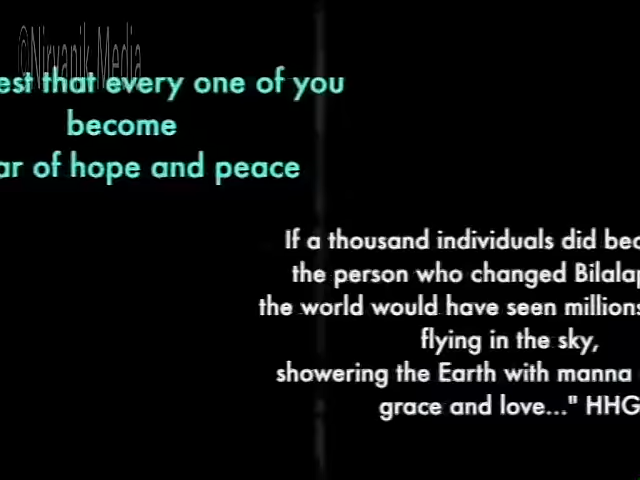 ©Nirvanik Media
est that every one of you
become
ar of hope and peace
If a thousand individuals did bec
the person who changed Bilalap
the world would have seen millions
flying in the sky,
showering the Earth with manna
grace and love..." HHG